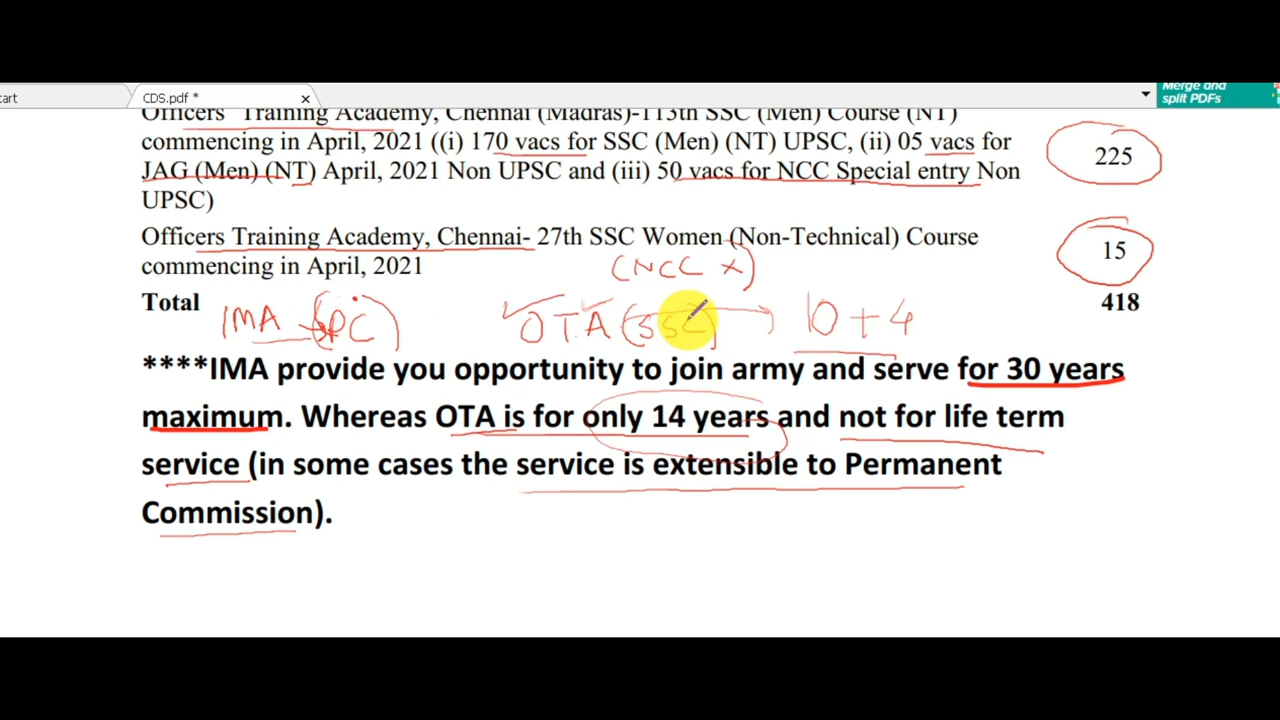 tart
CDS.pdf *
x
Merge and
split PDFs
Officers Training Academy, Chennai (Madras)-113th SSC (Men) Course (NT)
commencing in April, 2021 ((i) 170 vacs for SSC (Men) (NT) UPSC, (ii) 05 vacs for
JAG (Men) (NT) April, 2021 Non UPSC and (iii) 50 vacs for NCC Special entry Non
UPSC)
225
Officers Training Academy, Chennai- 27th SSC Women (Non-Technical) Course
commencing in April, 2021
15
(NCC x)
Total
418
IMA (PC) OTA (SSC) 10+4
****IMA provide you opportunity to join army and serve for 30 years
maximum. Whereas OTA is for only 14 years and not for life term
service (in some cases the service is extensible to Permanent
Commission).